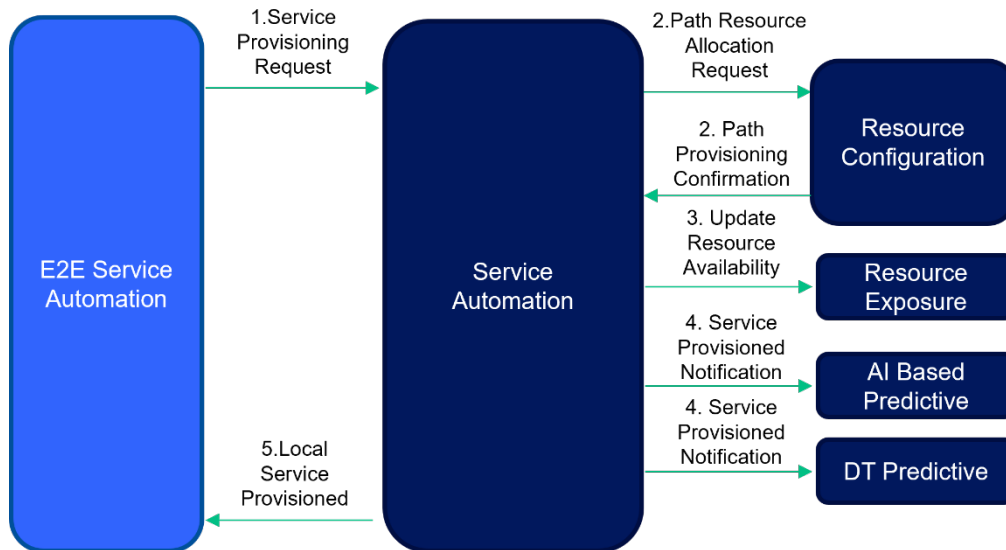 1.Service
Provisioning
Request
2.Path Resource
Allocation
Request
Resource
Configuration
2. Path
Provisioning
Confirmation
E2E Service
Automation
Service
Automation
3. Update
Resource
Availability
Resource
Exposure
4. Service
Provisioned
Notification
AI Based
Predictive
4. Service
Provisioned
Notification
DT Predictive
5.Local
Service
Provisioned